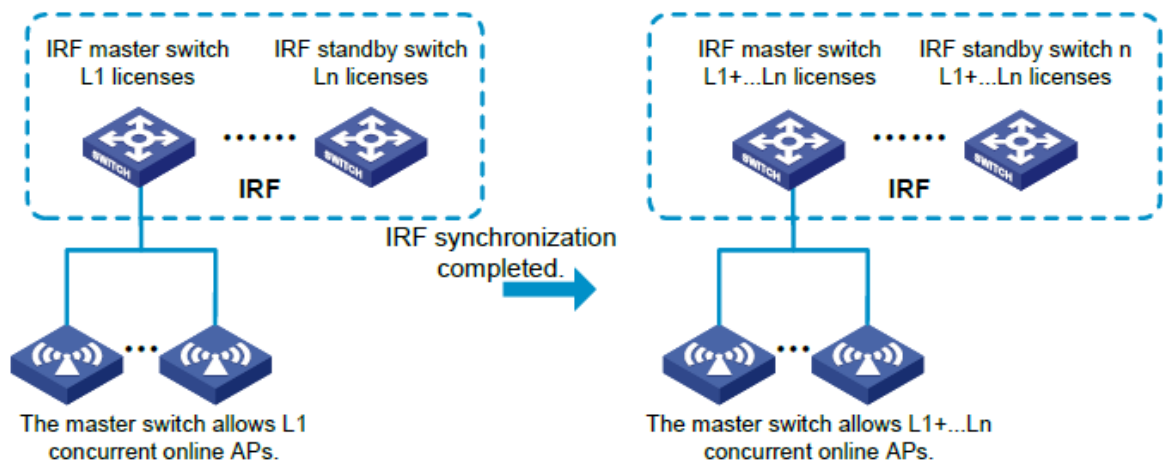 IRF master switch
L1 licenses
IRF standby switch
Ln licenses
SWITCH
......
SWITCH
IRF
...
The master switch allows L1
concurrent online APs.
IRF synchronization
completed.
IRF master switch
L1+...Ln licenses
IRF standby switch n
L1+...Ln licenses
SWITCH
......
SWITCH
IRF
...
The master switch allows L1+...Ln
concurrent online APs.